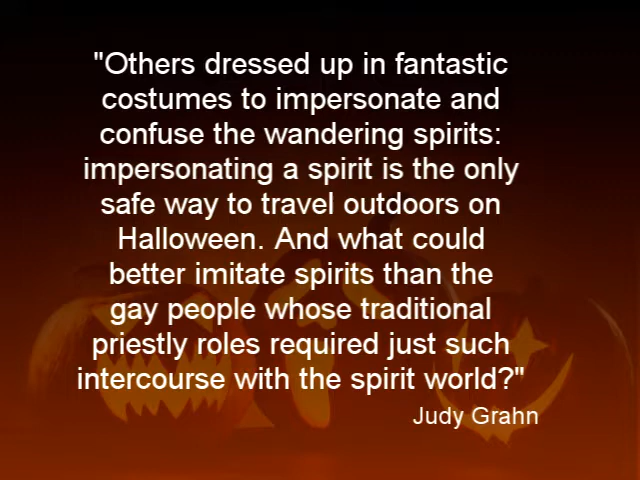 "Others dressed up in fantastic
costumes to impersonate and
confuse the wandering spirits:
impersonating a spirit is the only
safe way to travel outdoors on
Halloween. And what could
better imitate spirits than the
gay people whose traditional
priestly roles required just such
intercourse with the spirit world?"
Judy Grahn